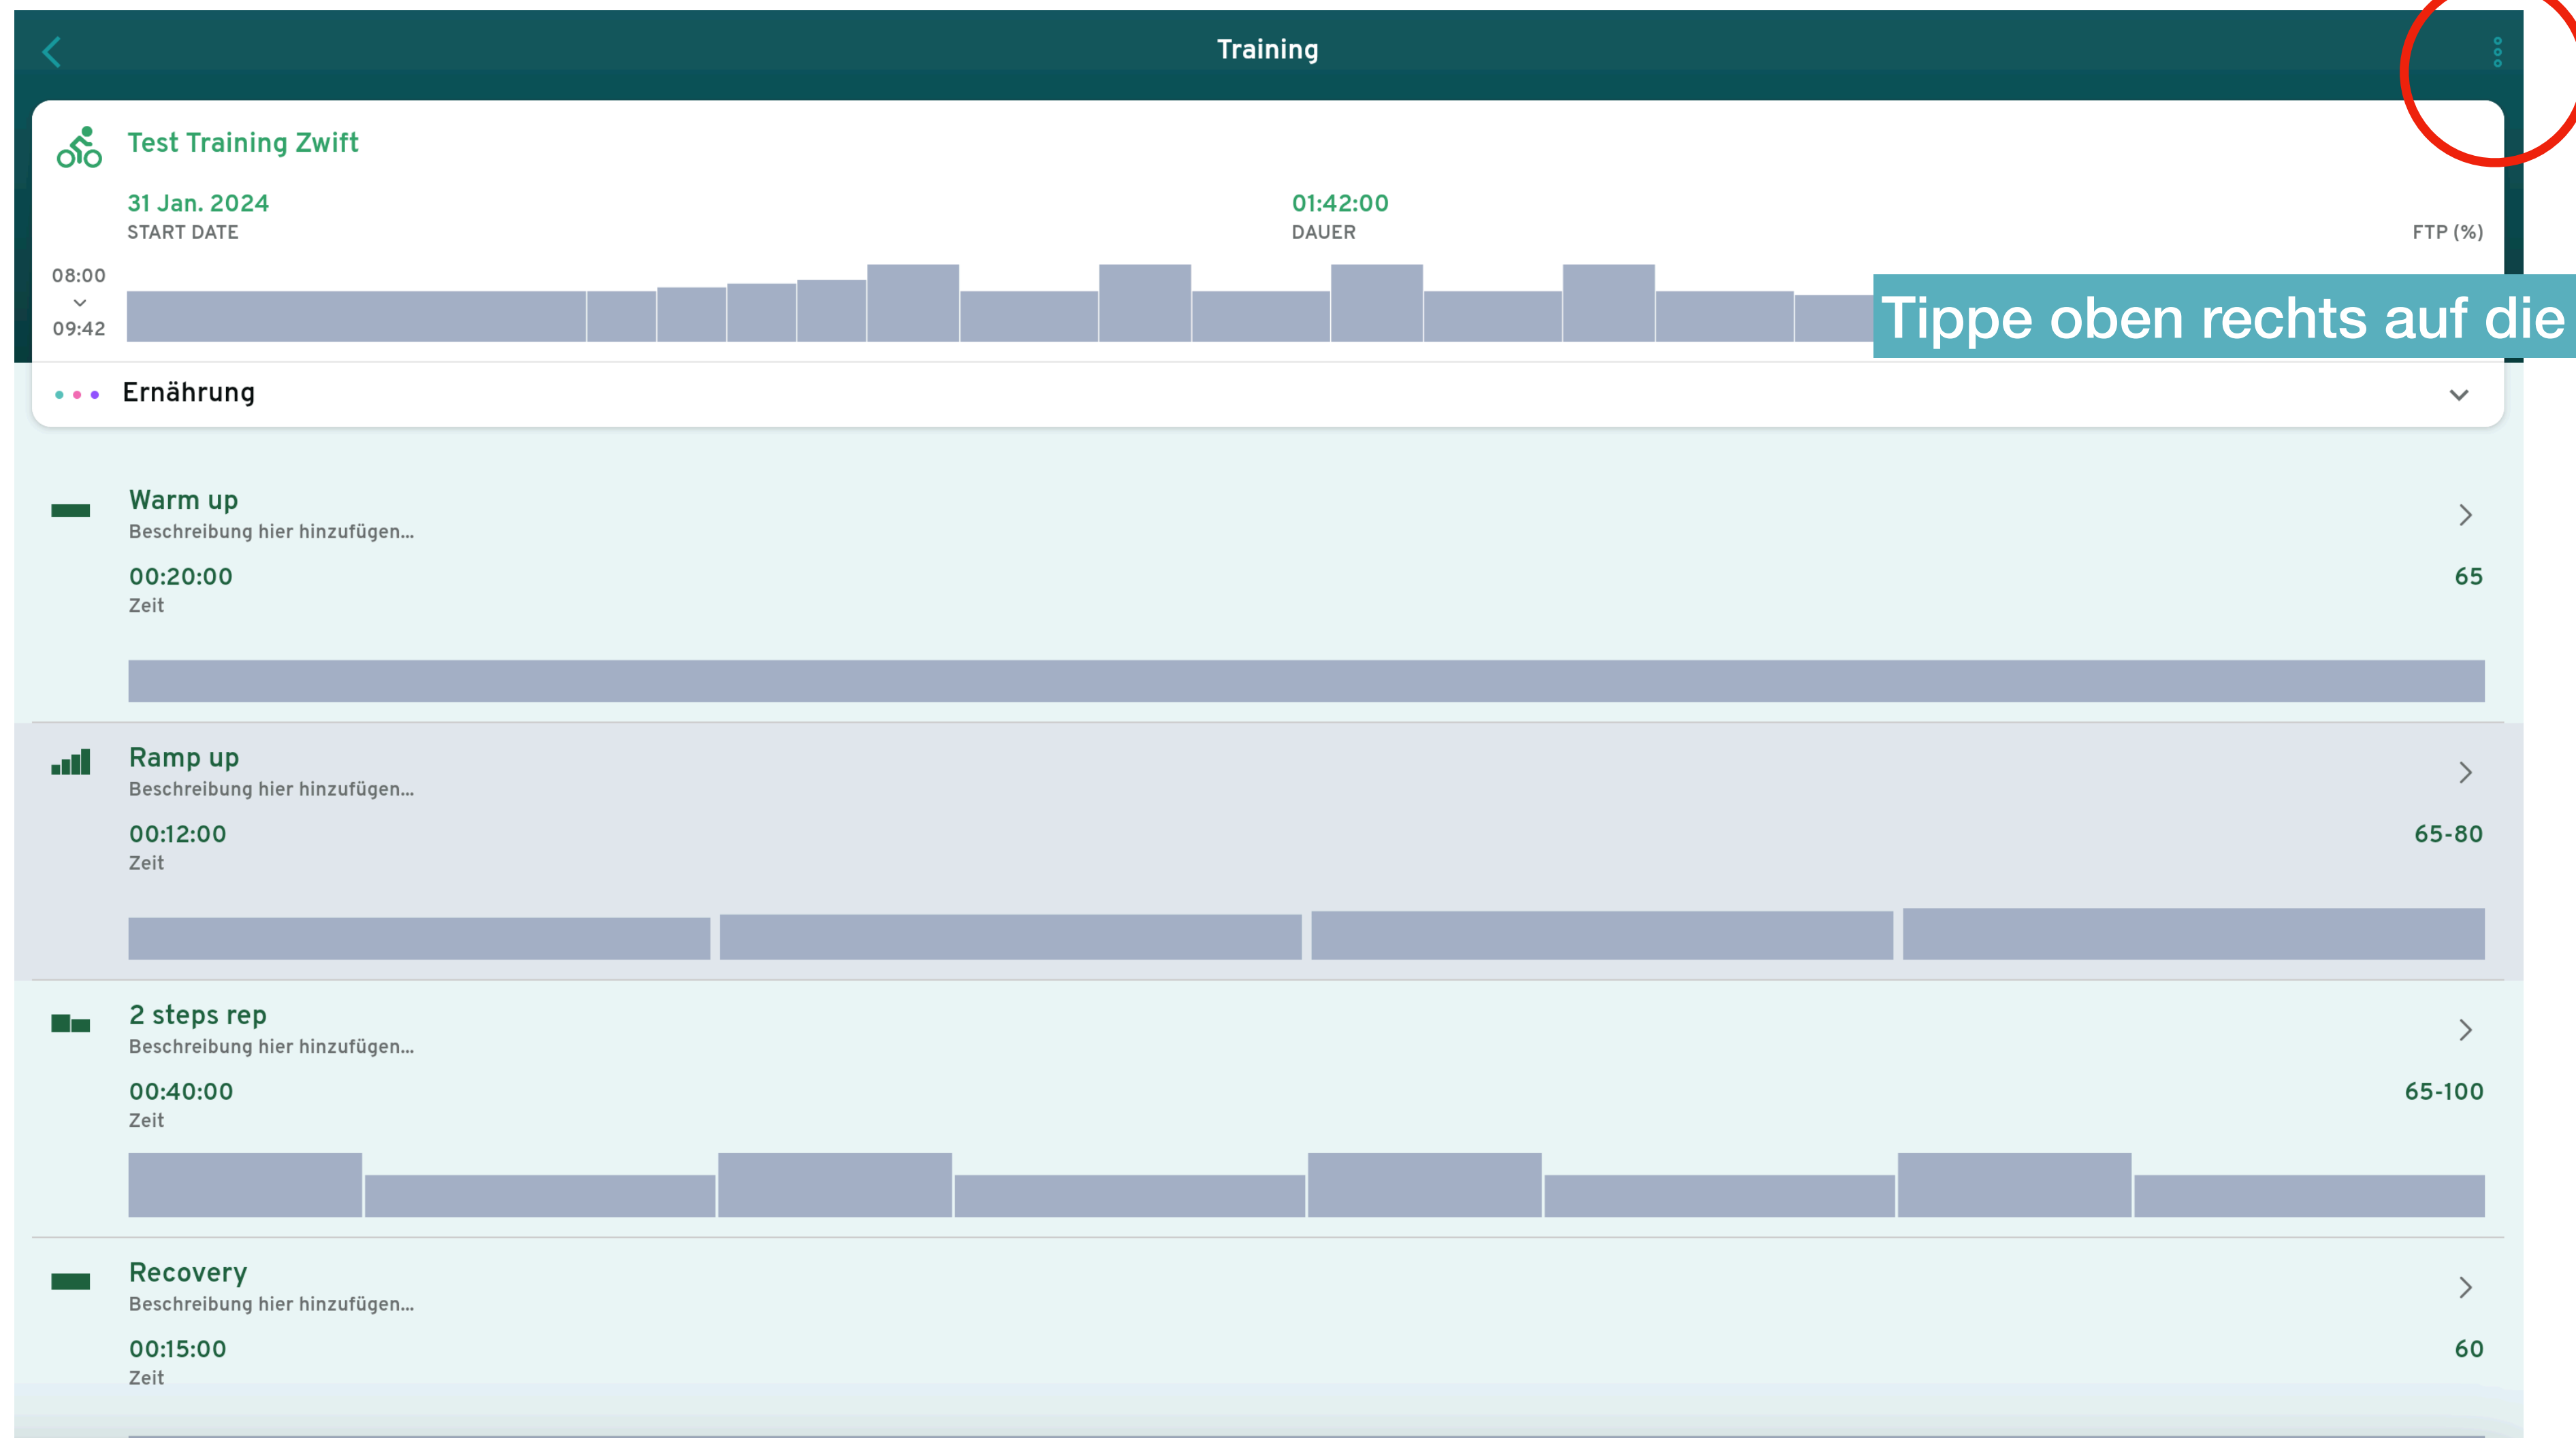 Training
Test Training Zwift
31 Jan. 2024
START DATE
01:42:00
DAUER
FTP (%)
08:00
09:42
Tippe oben rechts auf die
Ernährung
Warm up
Beschreibung hier hinzufügen...
00:20:00
65
Zeit
Ramp up
Beschreibung hier hinzufügen...
00:12:00
65-80
Zeit
2 steps rep
Beschreibung hier hinzufügen...
00:40:00
65-100
Zeit
Recovery
Beschreibung hier hinzufügen...
00:15:00
60
Zeit